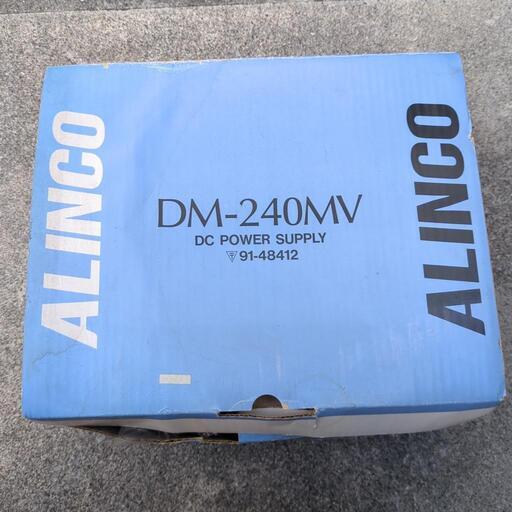 ALINCO
DM-240MV
DC POWER SUPPLY
91-48412
ALINCO